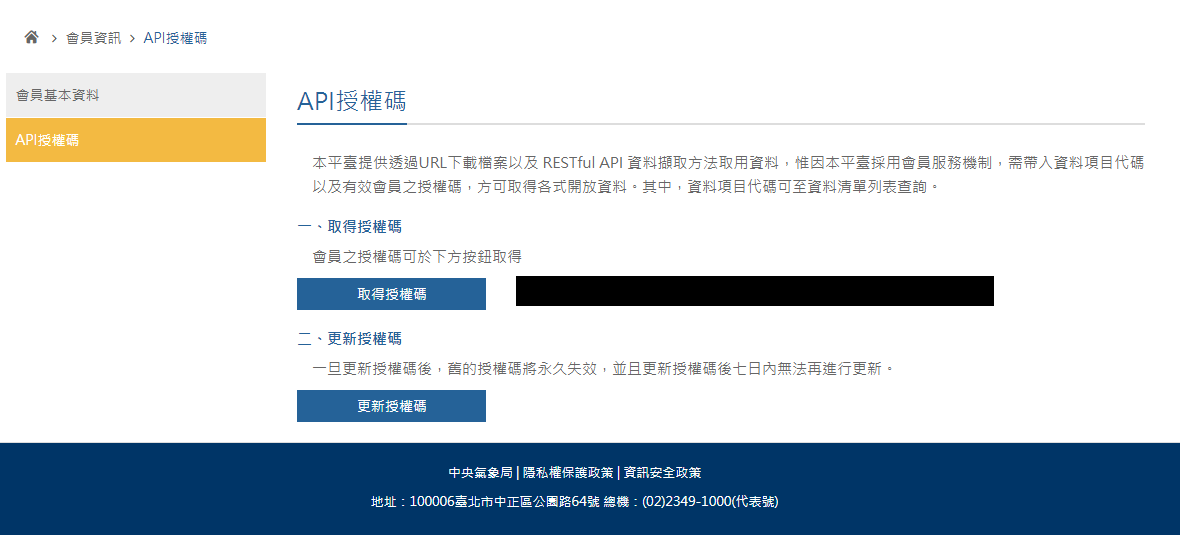 會員資訊 > API授權碼
會員基本資料
API授權碼
API授權碼
本平臺提供透過URL下載檔案以及 RESTful API 資料擷取方法取用資料，惟因本平臺採用會員服務機制，需帶入資料項目代碼
以及有效會員之授權碼，方可取得各式開放資料。其中，資料項目代碼可至資料清單列表查詢。
一、取得授權碼
會員之授權碼可於下方按鈕取得
取得授權碼
二、更新授權碼
一旦更新授權碼後，舊的授權碼將永久失效，並且更新授權碼後七日內無法再進行更新。
更新授權碼
中央氣象局 | 隱私權保護政策 | 資訊安全政策
地址：100006臺北市中正區公園路64號 總機：(02)2349-1000(代表號)